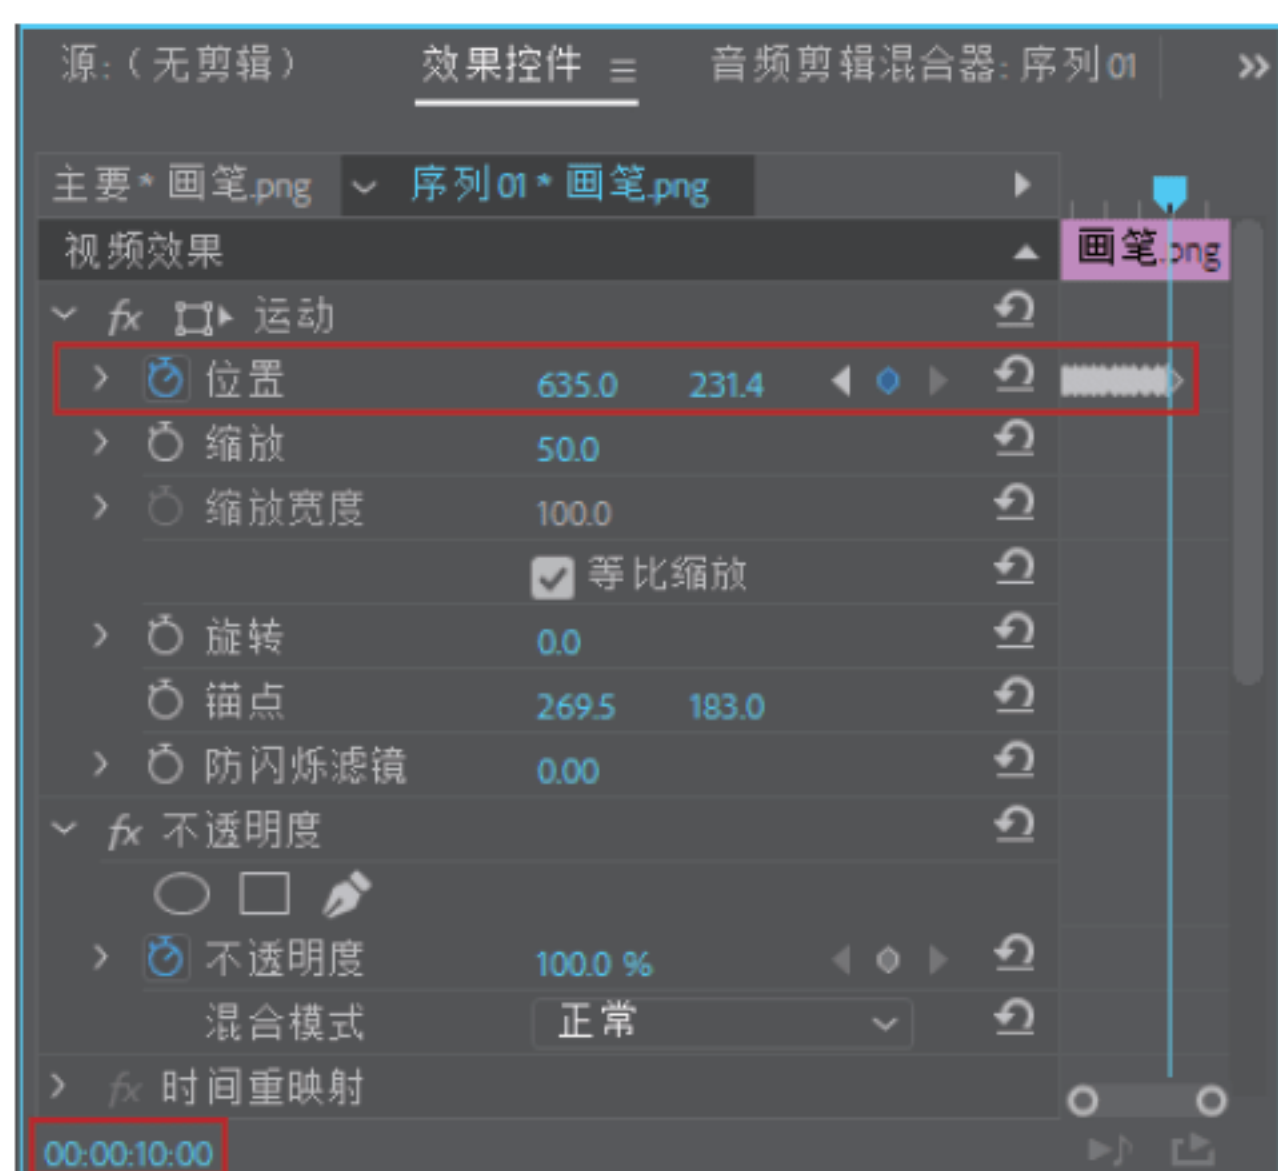 源:（无剪辑） 效果控件 音频剪辑混合器: 序列 01
主要* 画笔.png 序列 01 * 画笔.png
视频效果 画笔.png
fx 运动
位置 635.0 231.4
缩放 50.0
缩放宽度 100.0
等比缩放
旋转 0.0
锚点 269.5 183.0
防闪烁滤镜 0.00
fx 不透明度
不透明度 100.0 %
混合模式 正常
fx 时间重映射
00:00:10:00